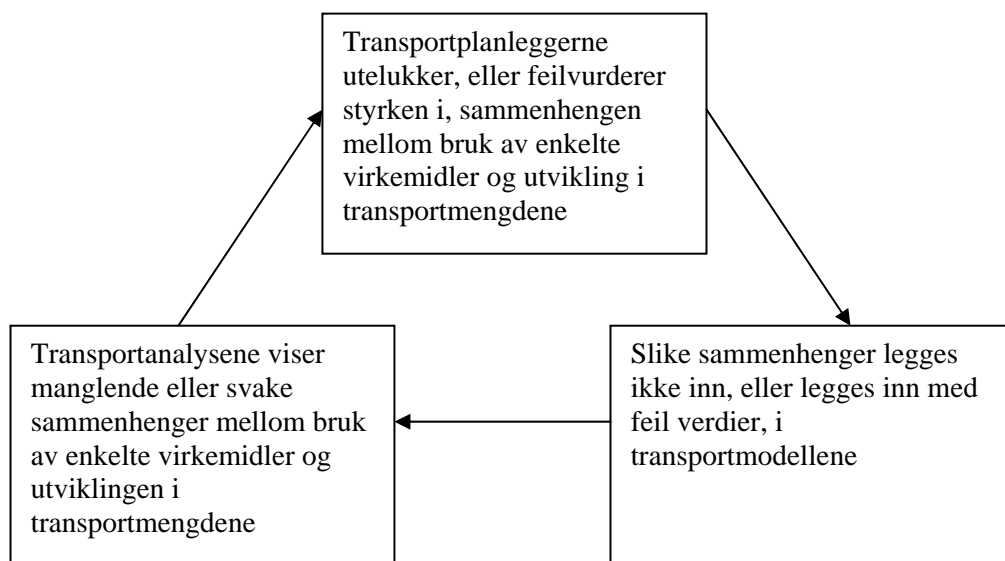 Transportplanleggerne
utelukker, eller feilvurderer
styrken i, sammenhengen
mellom bruk av enkelte
virkemidler og utvikling i
transportmengdene
Transportanalysene viser
manglende eller svake
sammenhenger mellom bruk
av enkelte virkemidler og
utviklingen i
transportmengdene
Slike sammenhenger legges
ikke inn, eller legges inn med
feil verdier, i
transportmodellene